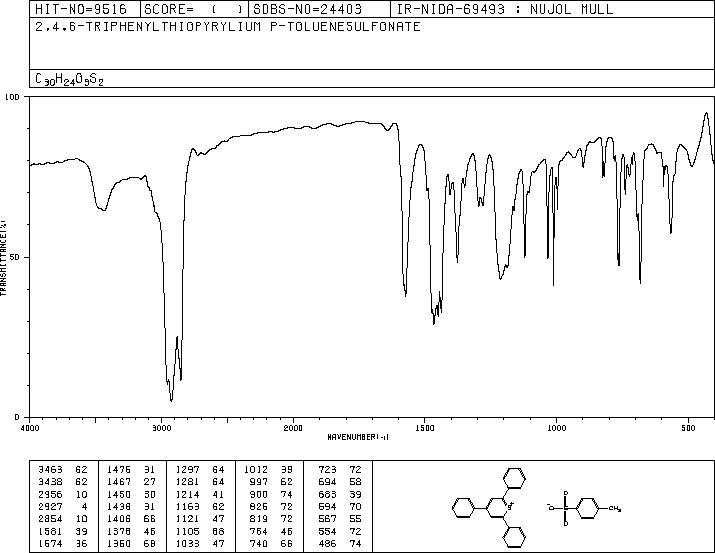 HIT-NO=9516 SCORE= ( ) SDBS-NO=24403 IR-NIDA-69493 : NUJOL MULL
2,4,6-TRIPHENYLTHIOPYRYLIUM P-TOLUENESULFONATE
C30H24O3S2
100
50
0
TRANSMITTANCE(%)
4000 3000 2000 1500 1000 500
WAVENUMBER(-1)
3463 62 1476 31 1297 64 1012 39 723 72
3438 62 1467 27 1281 64 997 62 694 58
2956 10 1450 30 1214 41 900 74 683 39
2927 4 1438 31 1163 62 826 72 594 70
2854 10 1406 66 1121 47 819 72 567 55
1581 39 1378 46 1105 68 764 46 554 72
1574 36 1360 68 1033 47 740 66 486 74
S+
O
-O S CH3
O